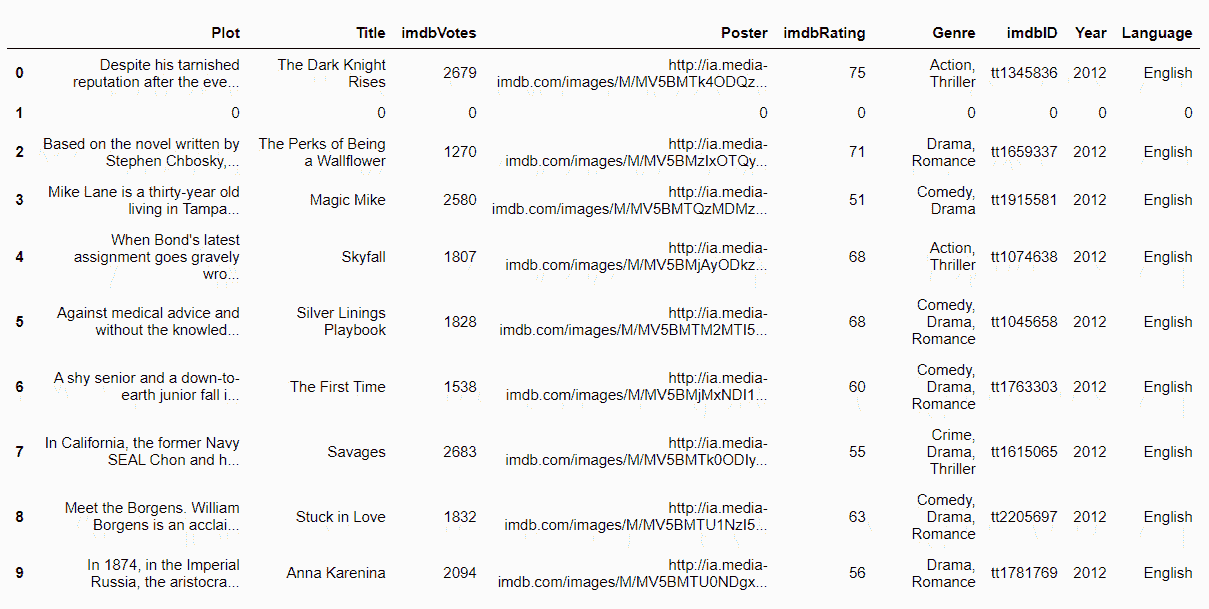 Plot Title imdbVotes Poster imdbRating Genre imdbID Year Language
0 Despite his tarnished reputation after the eve... The Dark Knight Rises 2679 http://ia.media-imdb.com/images/M/MV5BMTk4ODQz... 75 Action, Thriller tt1345836 2012 English
1 0 0 0 0 0 0 0 0 0
2 Based on the novel written by Stephen Chbosky,... The Perks of Being a Wallflower 1270 http://ia.media-imdb.com/images/M/MV5BMzIxOTQy... 71 Drama, Romance tt1659337 2012 English
3 Mike Lane is a thirty-year old living in Tampa... Magic Mike 2580 http://ia.media-imdb.com/images/M/MV5BMTQzMDMz... 51 Comedy, Drama tt1915581 2012 English
4 When Bond's latest assignment goes gravely wro... Skyfall 1807 http://ia.media-imdb.com/images/M/MV5BMjAyODkz... 68 Action, Thriller tt1074638 2012 English
5 Against medical advice and without the knowled... Silver Linings Playbook 1828 http://ia.media-imdb.com/images/M/MV5BMTM2MTI5... 68 Comedy, Drama, Romance tt1045658 2012 English
6 A shy senior and a down-to-earth junior fall i... The First Time 1538 http://ia.media-imdb.com/images/M/MV5BMjMxNDI1... 60 Comedy, Drama, Romance tt1763303 2012 English
7 In California, the former Navy SEAL Chon and h... Savages 2683 http://ia.media-imdb.com/images/M/MV5BMTk0ODIy... 55 Crime, Drama, Thriller tt1615065 2012 English
8 Meet the Borgens. William Borgens is an acclai... Stuck in Love 1832 http://ia.media-imdb.com/images/M/MV5BMTU1NzI5... 63 Comedy, Drama, Romance tt2205697 2012 English
9 In 1874, in the Imperial Russia, the aristocra... Anna Karenina 2094 http://ia.media-imdb.com/images/M/MV5BMTU0NDgx... 56 Drama, Romance tt1781769 2012 English